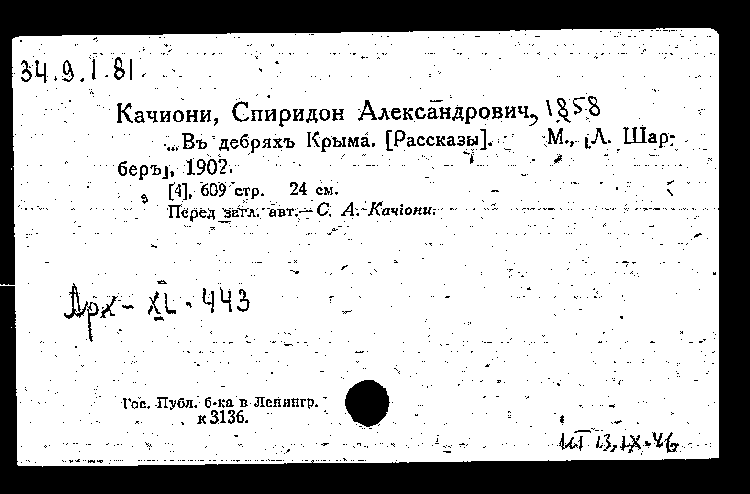 34.9.1.81.
Качиони, Спиридон Александрович, 1858
„Въ дебряхъ Крыма. [Рассказы]. М., [Л. Шар-
беръ], 1902.
[4], 609 стр. 24 см.
Перед загл. авт.— С. А. Качіони.
Арх - XL - 443
Гос. Публ. б-ка в Ленингр.
к 3136.
13,IX-46